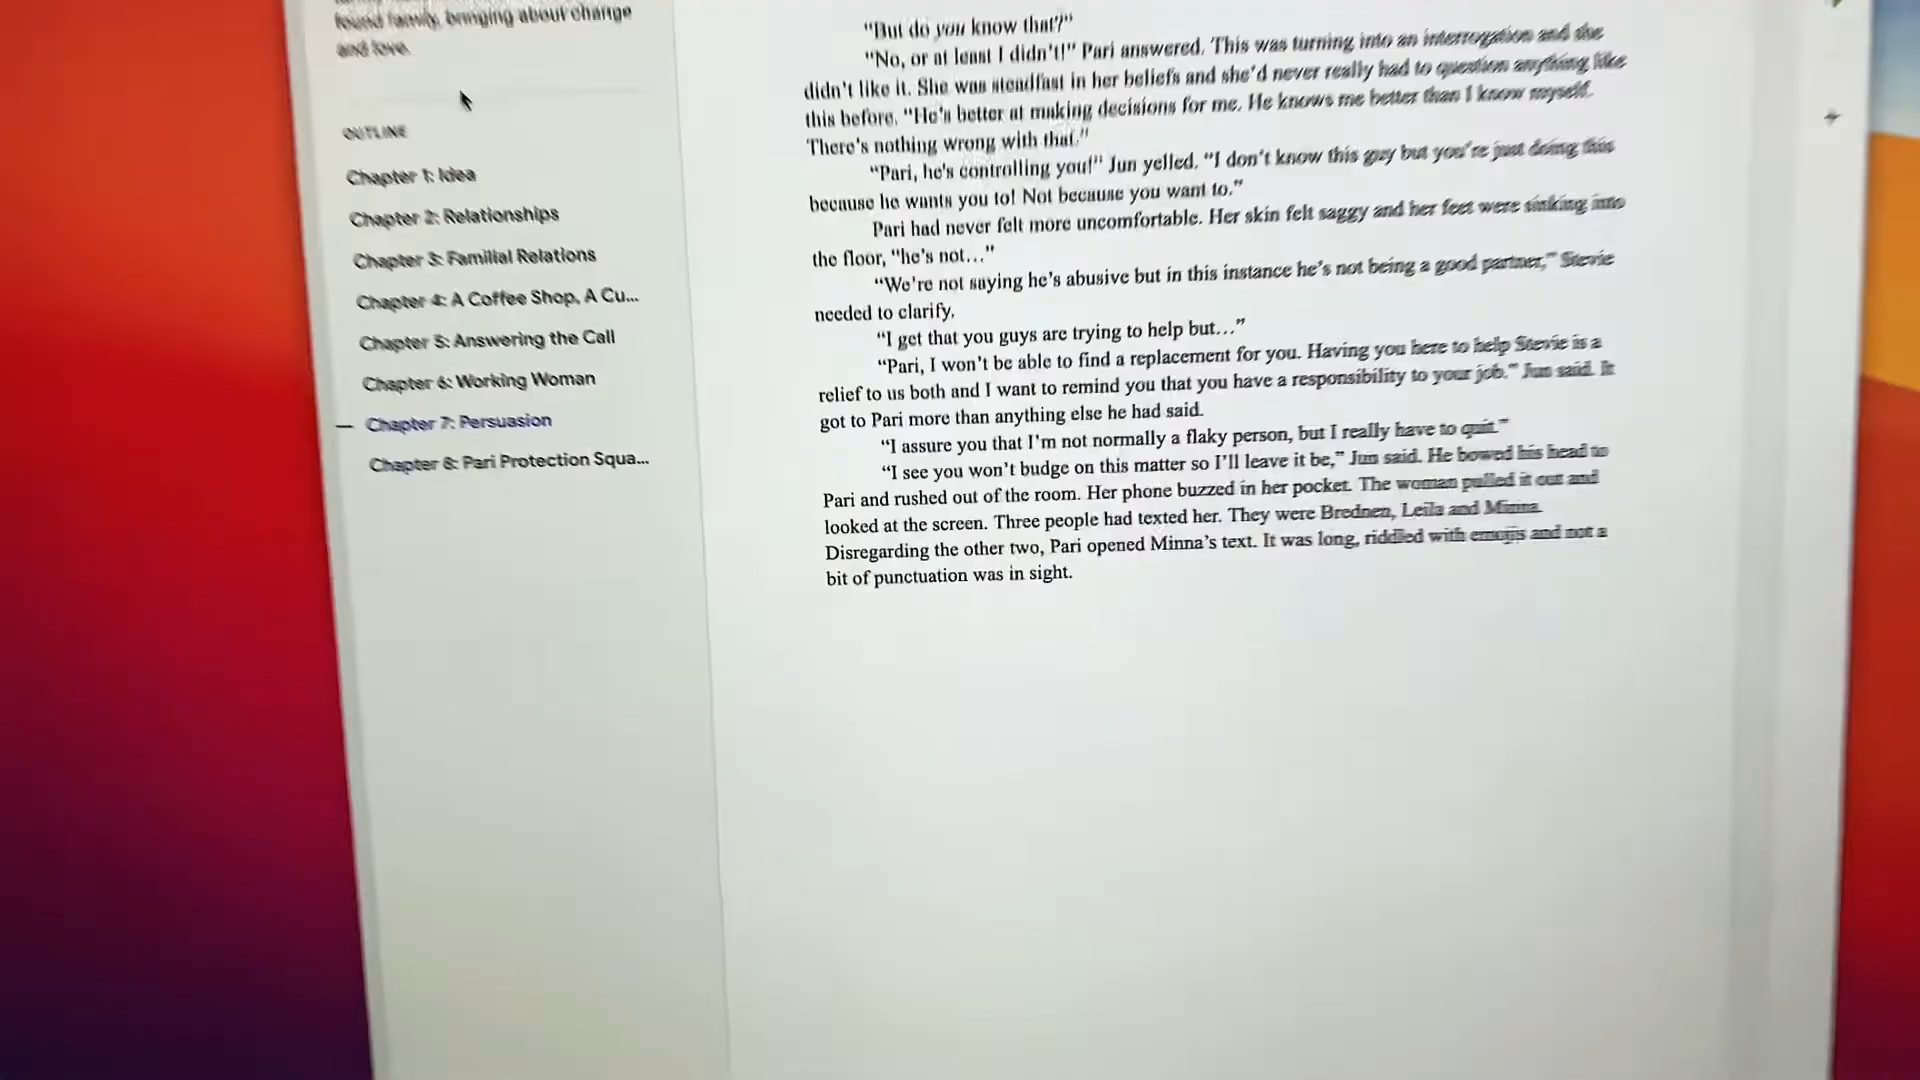 found family, bringing about change
and love.
OUTLINE
Chapter 1: Idea
Chapter 2: Relationships
Chapter 3: Familial Relations
Chapter 4: A Coffee Shop, A Cu...
Chapter 5: Answering the Call
Chapter 6: Working Woman
Chapter 7: Persuasion
Chapter 8: Pari Protection Squa...
“But do you know that?”
“No, or at least I didn't!” Pari answered. This was turning into an interrogation and she
didn't like it. She was steadfast in her beliefs and she'd never really had to question anything like
this before. “He's better at making decisions for me. He knows me better than I know myself.
There's nothing wrong with that.”
“Pari, he's controlling you!” Jun yelled. “I don't know this guy but you're just doing this
because he wants you to! Not because you want to.”
Pari had never felt more uncomfortable. Her skin felt saggy and her feet were sinking into
the floor, “he's not…”
“We're not saying he's abusive but in this instance he's not being a good partner,” Stevie
needed to clarify.
“I get that you guys are trying to help but…”
“Pari, I won't be able to find a replacement for you. Having you here to help Stevie is a
relief to us both and I want to remind you that you have a responsibility to your job.” Jun said. It
got to Pari more than anything else he had said.
“I assure you that I'm not normally a flaky person, but I really have to quit.”
“I see you won't budge on this matter so I'll leave it be,” Jun said. He bowed his head to
Pari and rushed out of the room. Her phone buzzed in her pocket. The woman pulled it out and
looked at the screen. Three people had texted her. They were Brednen, Leila and Minna.
Disregarding the other two, Pari opened Minna's text. It was long, riddled with emojis and not a
bit of punctuation was in sight.